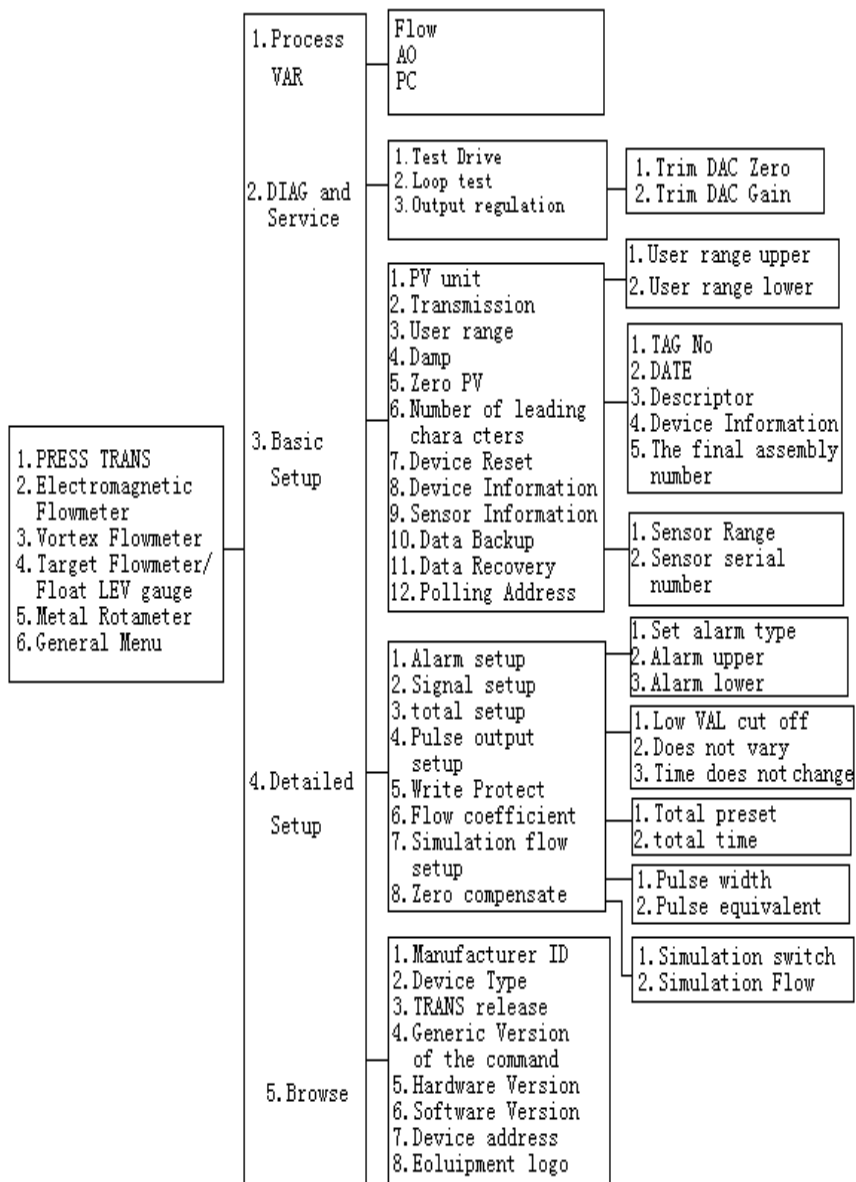 1.PRESS TRANS
2.Electromagnetic
Flowmeter
3.Vortex Flowmeter
4.Target Flowmeter/
Float LEV gauge
5.Metal Rotameter
6.General Menu
1.Process
VAR
Flow
AO
PC
2.DIAG and
Service
1.Test Drive
2.Loop test
3.Output regulation
1.Trim DAC Zero
2.Trim DAC Gain
3.Basic
Setup
1.PV unit
2.Transmission
3.User range
4.Damp
5.Zero PV
6.Number of leading
chara cters
7.Device Reset
8.Device Information
9.Sensor Information
10.Data Backup
11.Data Recovery
12.Polling Address
1.User range upper
2.User range lower
1.TAG No
2.DATE
3.Descriptor
4.Device Information
5.The final assembly
number
1.Sensor Range
2.Sensor serial
number
4.Detailed
Setup
1.Alarm setup
2.Signal setup
3.total setup
4.Pulse output
setup
5.Write Protect
6.Flow coefficient
7.Simulation flow
setup
8.Zero compensate
1.Set alarm type
2.Alarm upper
3.Alarm lower
1.Low VAL cut off
2.Does not vary
3.Time does not change
1.Total preset
2.total time
1.Pulse width
2.Pulse equivalent
1.Simulation switch
2.Simulation Flow
5.Browse
1.Manufacturer ID
2.Device Type
3.TRANS release
4.Generic Version
of the command
5.Hardware Version
6.Software Version
7.Device address
8.Eoluipment logo